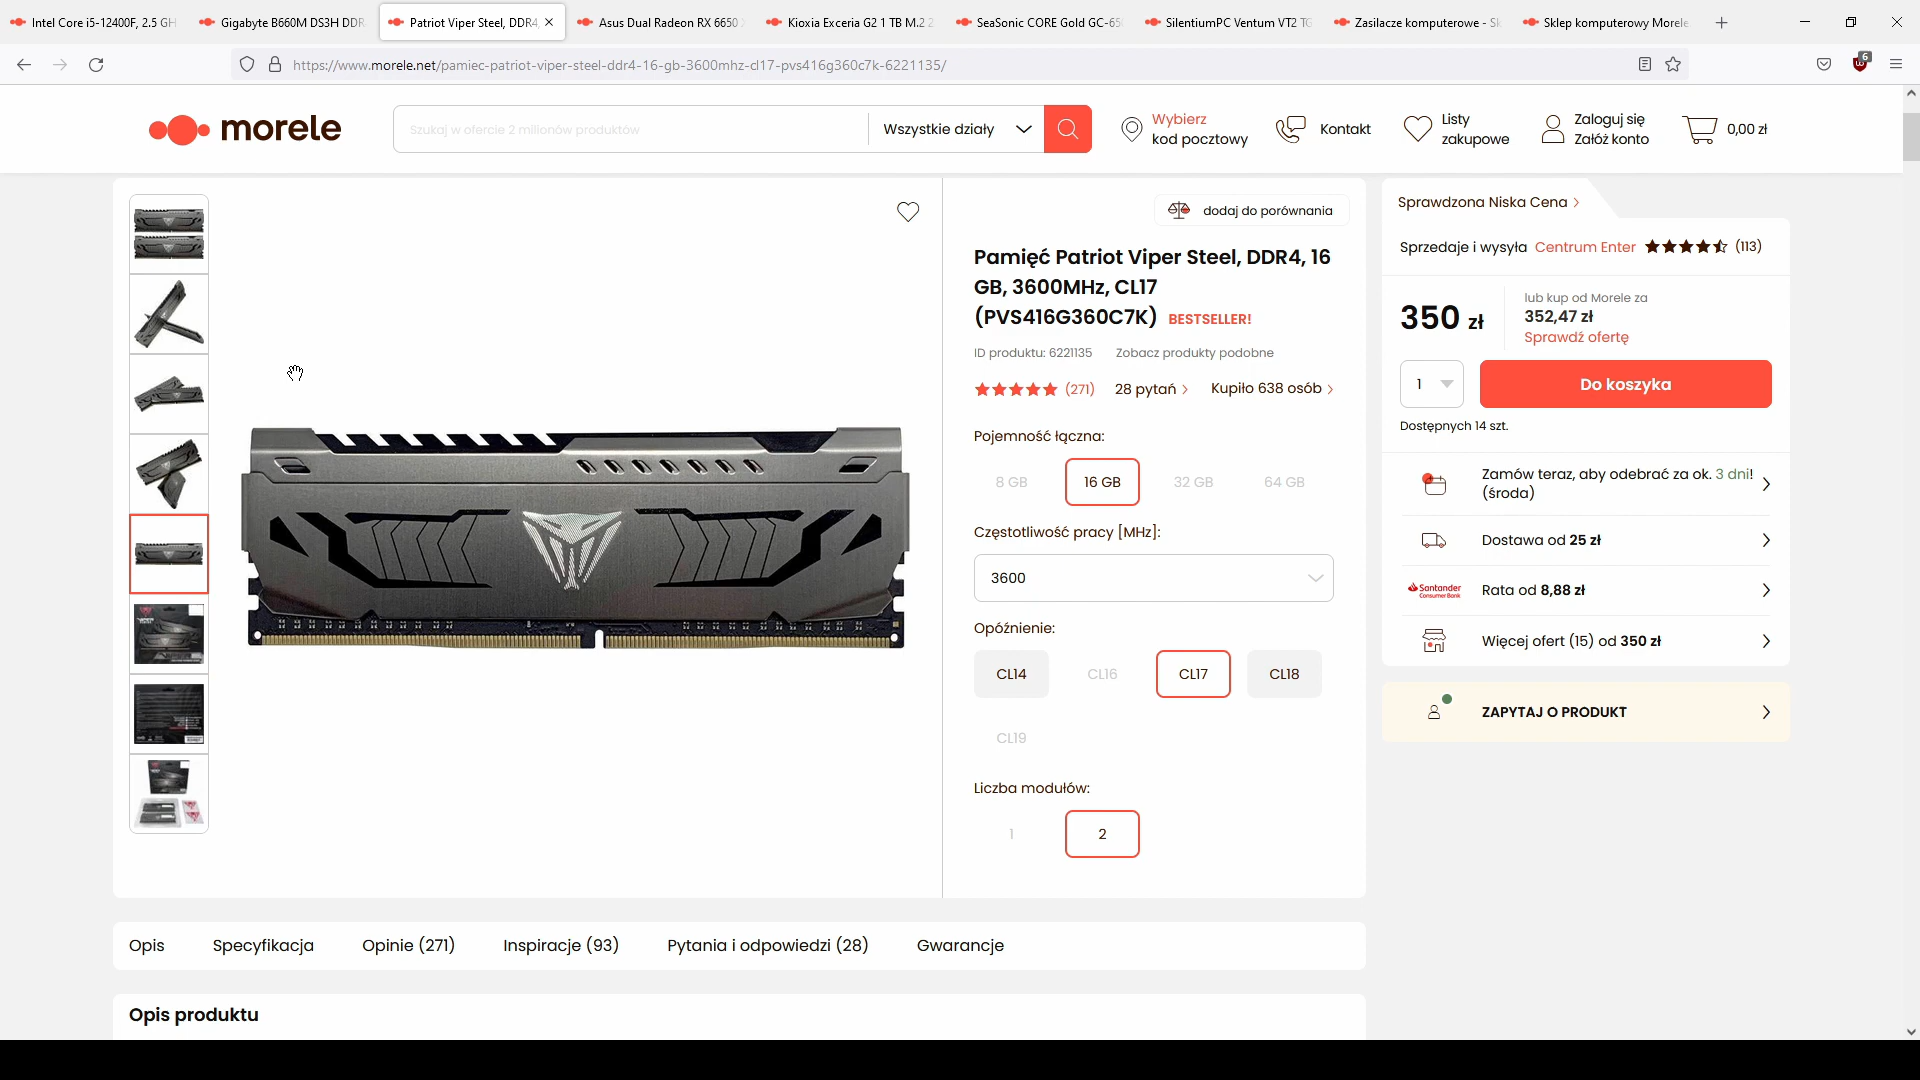 Intel Core i5-12400F, 2.5 GH
Gigabyte B660M DS3H DDR
Patriot Viper Steel, DDR4,
Asus Dual Radeon RX 6650
Kioxia Exceria G2 1 TB M.2 2
SeaSonic CORE Gold GC-65
SilentiumPC Ventum VT2 TG
Zasilacze komputerowe - Sk
Sklep komputerowy Morele
https://www.morele.net/pamiec-patriot-viper-steel-ddr4-16-gb-3600mhz-cl17-pvs416g360c7k-6221135/
6
morele
Szukaj w ofercie 2 milionów produktów
Wszystkie działy
Wybierz
kod pocztowy
Kontakt
Listy
zakupowe
Zaloguj się
Załóż konto
0,00 zł
dodaj do porównania
Pamięć Patriot Viper Steel, DDR4, 16
GB, 3600MHz, CL17
(PVS416G360C7K) BESTSELLER!
ID produktu: 6221135 Zobacz produkty podobne
(271) 28 pytań Kupiło 638 osób
Pojemność łączna:
8 GB 16 GB 32 GB 64 GB
Częstotliwość pracy [MHz]:
3600
Opóźnienie:
CL14 CL16 CL17 CL18
CL19
Liczba modułów:
1 2
Sprawdzona Niska Cena
Sprzedaje i wysyła Centrum Enter (113)
350 zł
lub kup od Morele za
352,47 zł
Sprawdź ofertę
1
Do koszyka
Dostępnych 14 szt.
Zamów teraz, aby odebrać za ok. 3 dni!
(środa)
Dostawa od 25 zł
Santander
Consumer Bank
Rata od 8,88 zł
Więcej ofert (15) od 350 zł
ZAPYTAJ O PRODUKT
Opis Specyfikacja Opinie (271) Inspiracje (93) Pytania i odpowiedzi (28) Gwarancje
Opis produktu